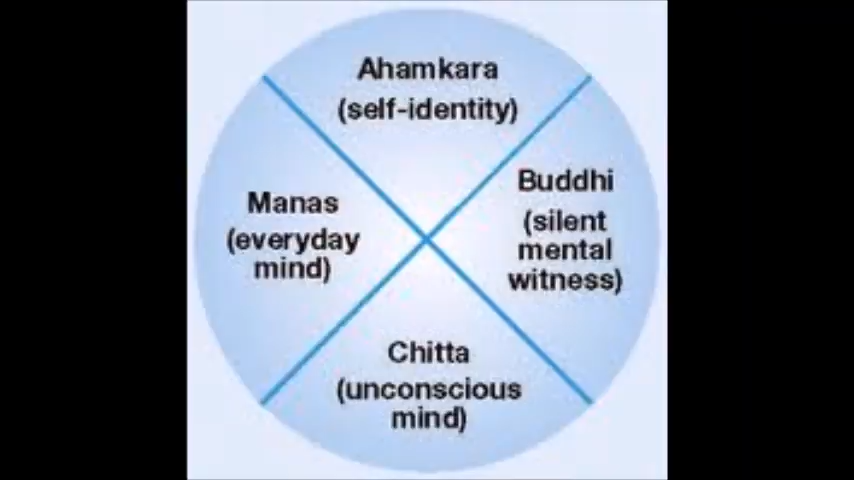 Ahamkara
(self-identity)
Manas
(everyday
mind)
Buddhi
(silent
mental
witness)
Chitta
(unconscious
mind)